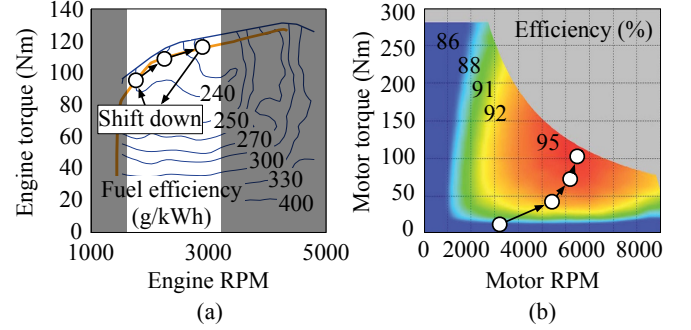 140
120
100
80
60
40
20
0
Engine torque (Nm)
240
250
270
300
330
400
Shift down
Fuel efficiency
(g/kWh)
1000
3000
5000
Engine RPM
(a)
300
250
200
150
100
50
0
Motor torque (Nm)
Efficiency (%)
86
88
91
92
95
0 2000 4000 6000 8000
Motor RPM
(b)